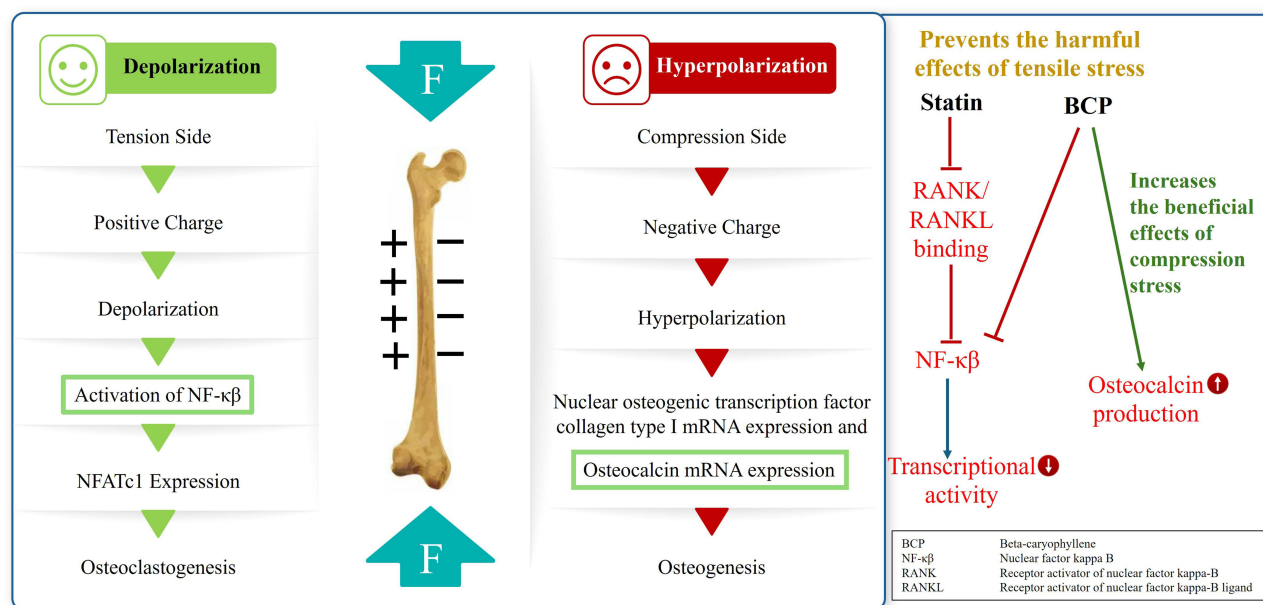 Depolarization
Tension Side
Positive Charge
Depolarization
Activation of NF-κβ
NFATc1 Expression
Osteoclastogenesis
F
+ −
+ −
+ −
+ −
F
Hyperpolarization
Compression Side
Negative Charge
Hyperpolarization
Nuclear osteogenic transcription factor
collagen type I mRNA expression and
Osteocalcin mRNA expression
Osteogenesis
Prevents the harmful
effects of tensile stress
Statin
BCP
RANK/
RANKL
binding
Increases
the beneficial
effects of
compression
stress
NF-κβ
Osteocalcin
production
Transcriptional
activity
BCP Beta-caryophyllene
NF-κβ Nuclear factor kappa B
RANK Receptor activator of nuclear factor kappa-B
RANKL Receptor activator of nuclear factor kappa-B ligand